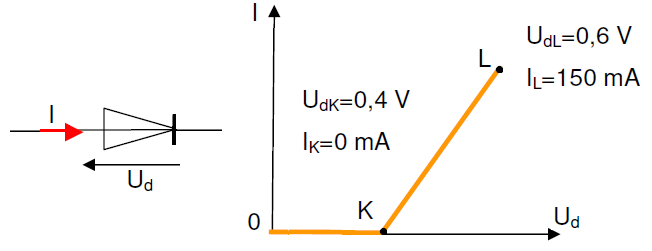 I
U_d
I
U_dK=0,4 V
I_K=0 mA
L
U_dL=0,6 V
I_L=150 mA
0
K
U_d